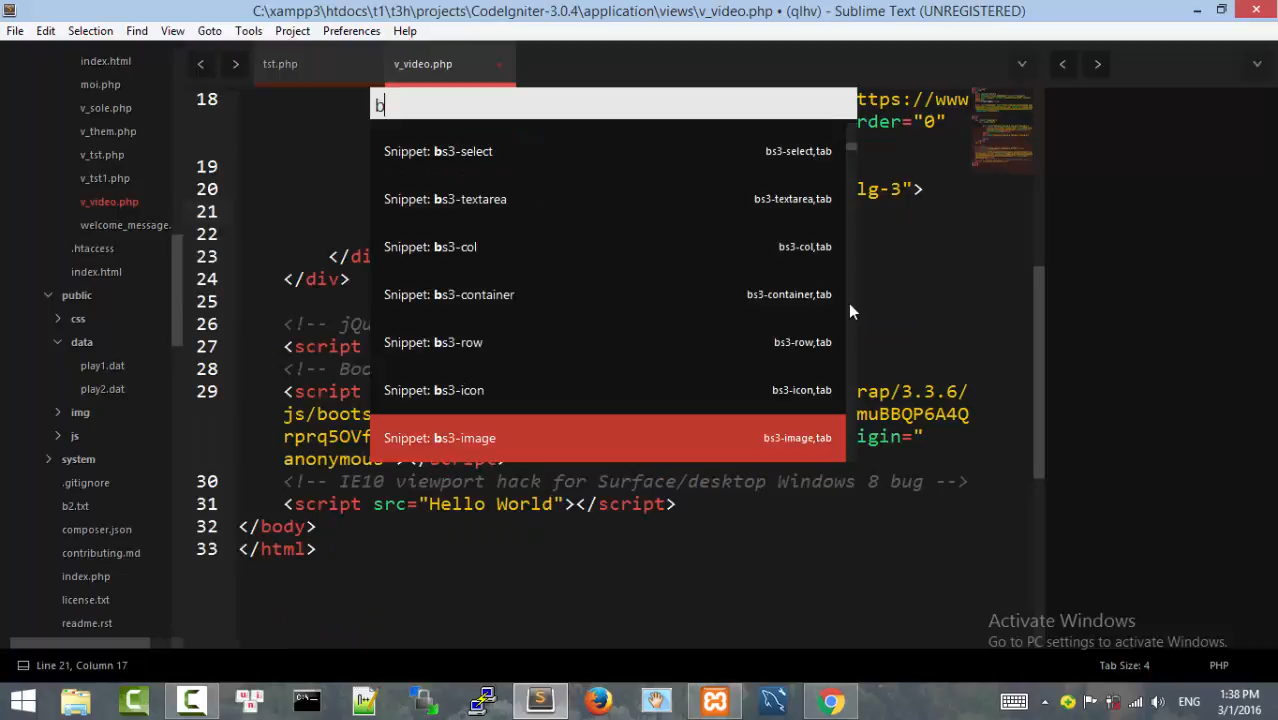 C:\xampp3\htdocs\t1\t3h\projects\CodeIgniter-3.0.4\application\views\v_video.php • (qlhv) - Sublime Text (UNREGISTERED)
File Edit Selection Find View Goto Tools Project Preferences Help
index.html
moi.php
v_sole.php
v_them.php
v_tst.php
v_tst1.php
v_video.php
welcome_message.
.htaccess
index.html
public
css
data
play1.dat
play2.dat
img
js
system
.gitignore
b2.txt
composer.json
contributing.md
index.php
license.txt
readme.rst
tst.php
v_video.php
b
Snippet: bs3-select bs3-select,tab
Snippet: bs3-textarea bs3-textarea,tab
Snippet: bs3-col bs3-col,tab
Snippet: bs3-container bs3-container,tab
Snippet: bs3-row bs3-row,tab
Snippet: bs3-icon bs3-icon,tab
Snippet: bs3-image bs3-image,tab
18 ttps://www
rder="0"
19
20 lg-3">
21
22
23 </di
24 </div>
25
26 <!-- jQu
27 <script
28 <!-- Boo
29 <script rap/3.3.6/
js/boots muBBQP6A4Q
rprq5OVf igin="
anonymous"></script>
30 <!-- IE10 viewport hack for Surface/desktop Windows 8 bug -->
31 <script src="Hello World"></script>
32 </body>
33 </html>
Activate Windows
Go to PC settings to activate Windows.
Line 21, Column 17
Tab Size: 4
PHP
ENG
1:38 PM
3/1/2016